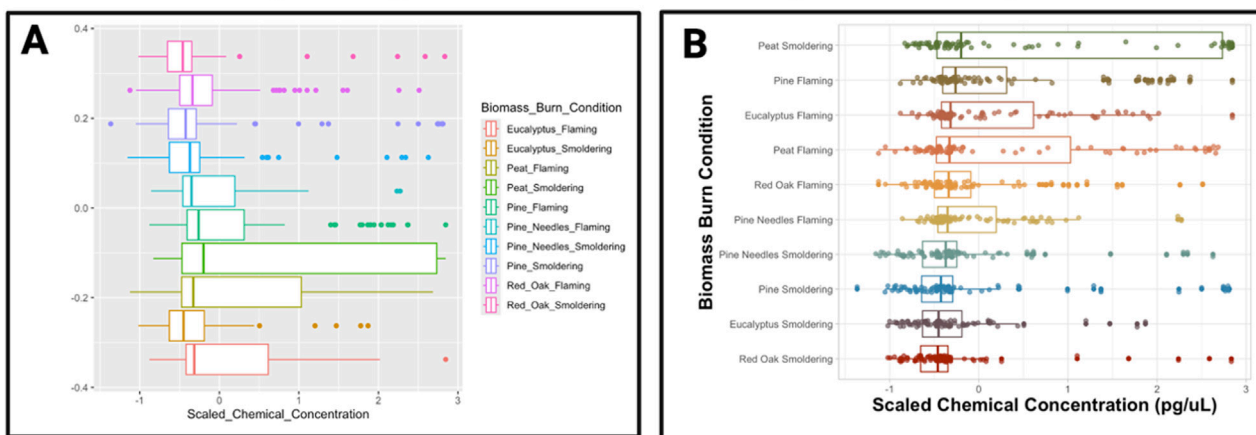 A
0.4
0.2
0.0
-0.2
-0.4
-1
0
1
2
3
Scaled_Chemical_Concentration
Biomass_Burn_Condition
Eucalyptus_Flaming
Eucalyptus_Smoldering
Peat_Flaming
Peat_Smoldering
Pine_Flaming
Pine_Needles_Flaming
Pine_Needles_Smoldering
Pine_Smoldering
Red_Oak_Flaming
Red_Oak_Smoldering
B
Biomass Burn Condition
Peat Smoldering
Pine Flaming
Eucalyptus Flaming
Peat Flaming
Red Oak Flaming
Pine Needles Flaming
Pine Needles Smoldering
Pine Smoldering
Eucalyptus Smoldering
Red Oak Smoldering
-1
0
1
2
3
Scaled Chemical Concentration (pg/uL)